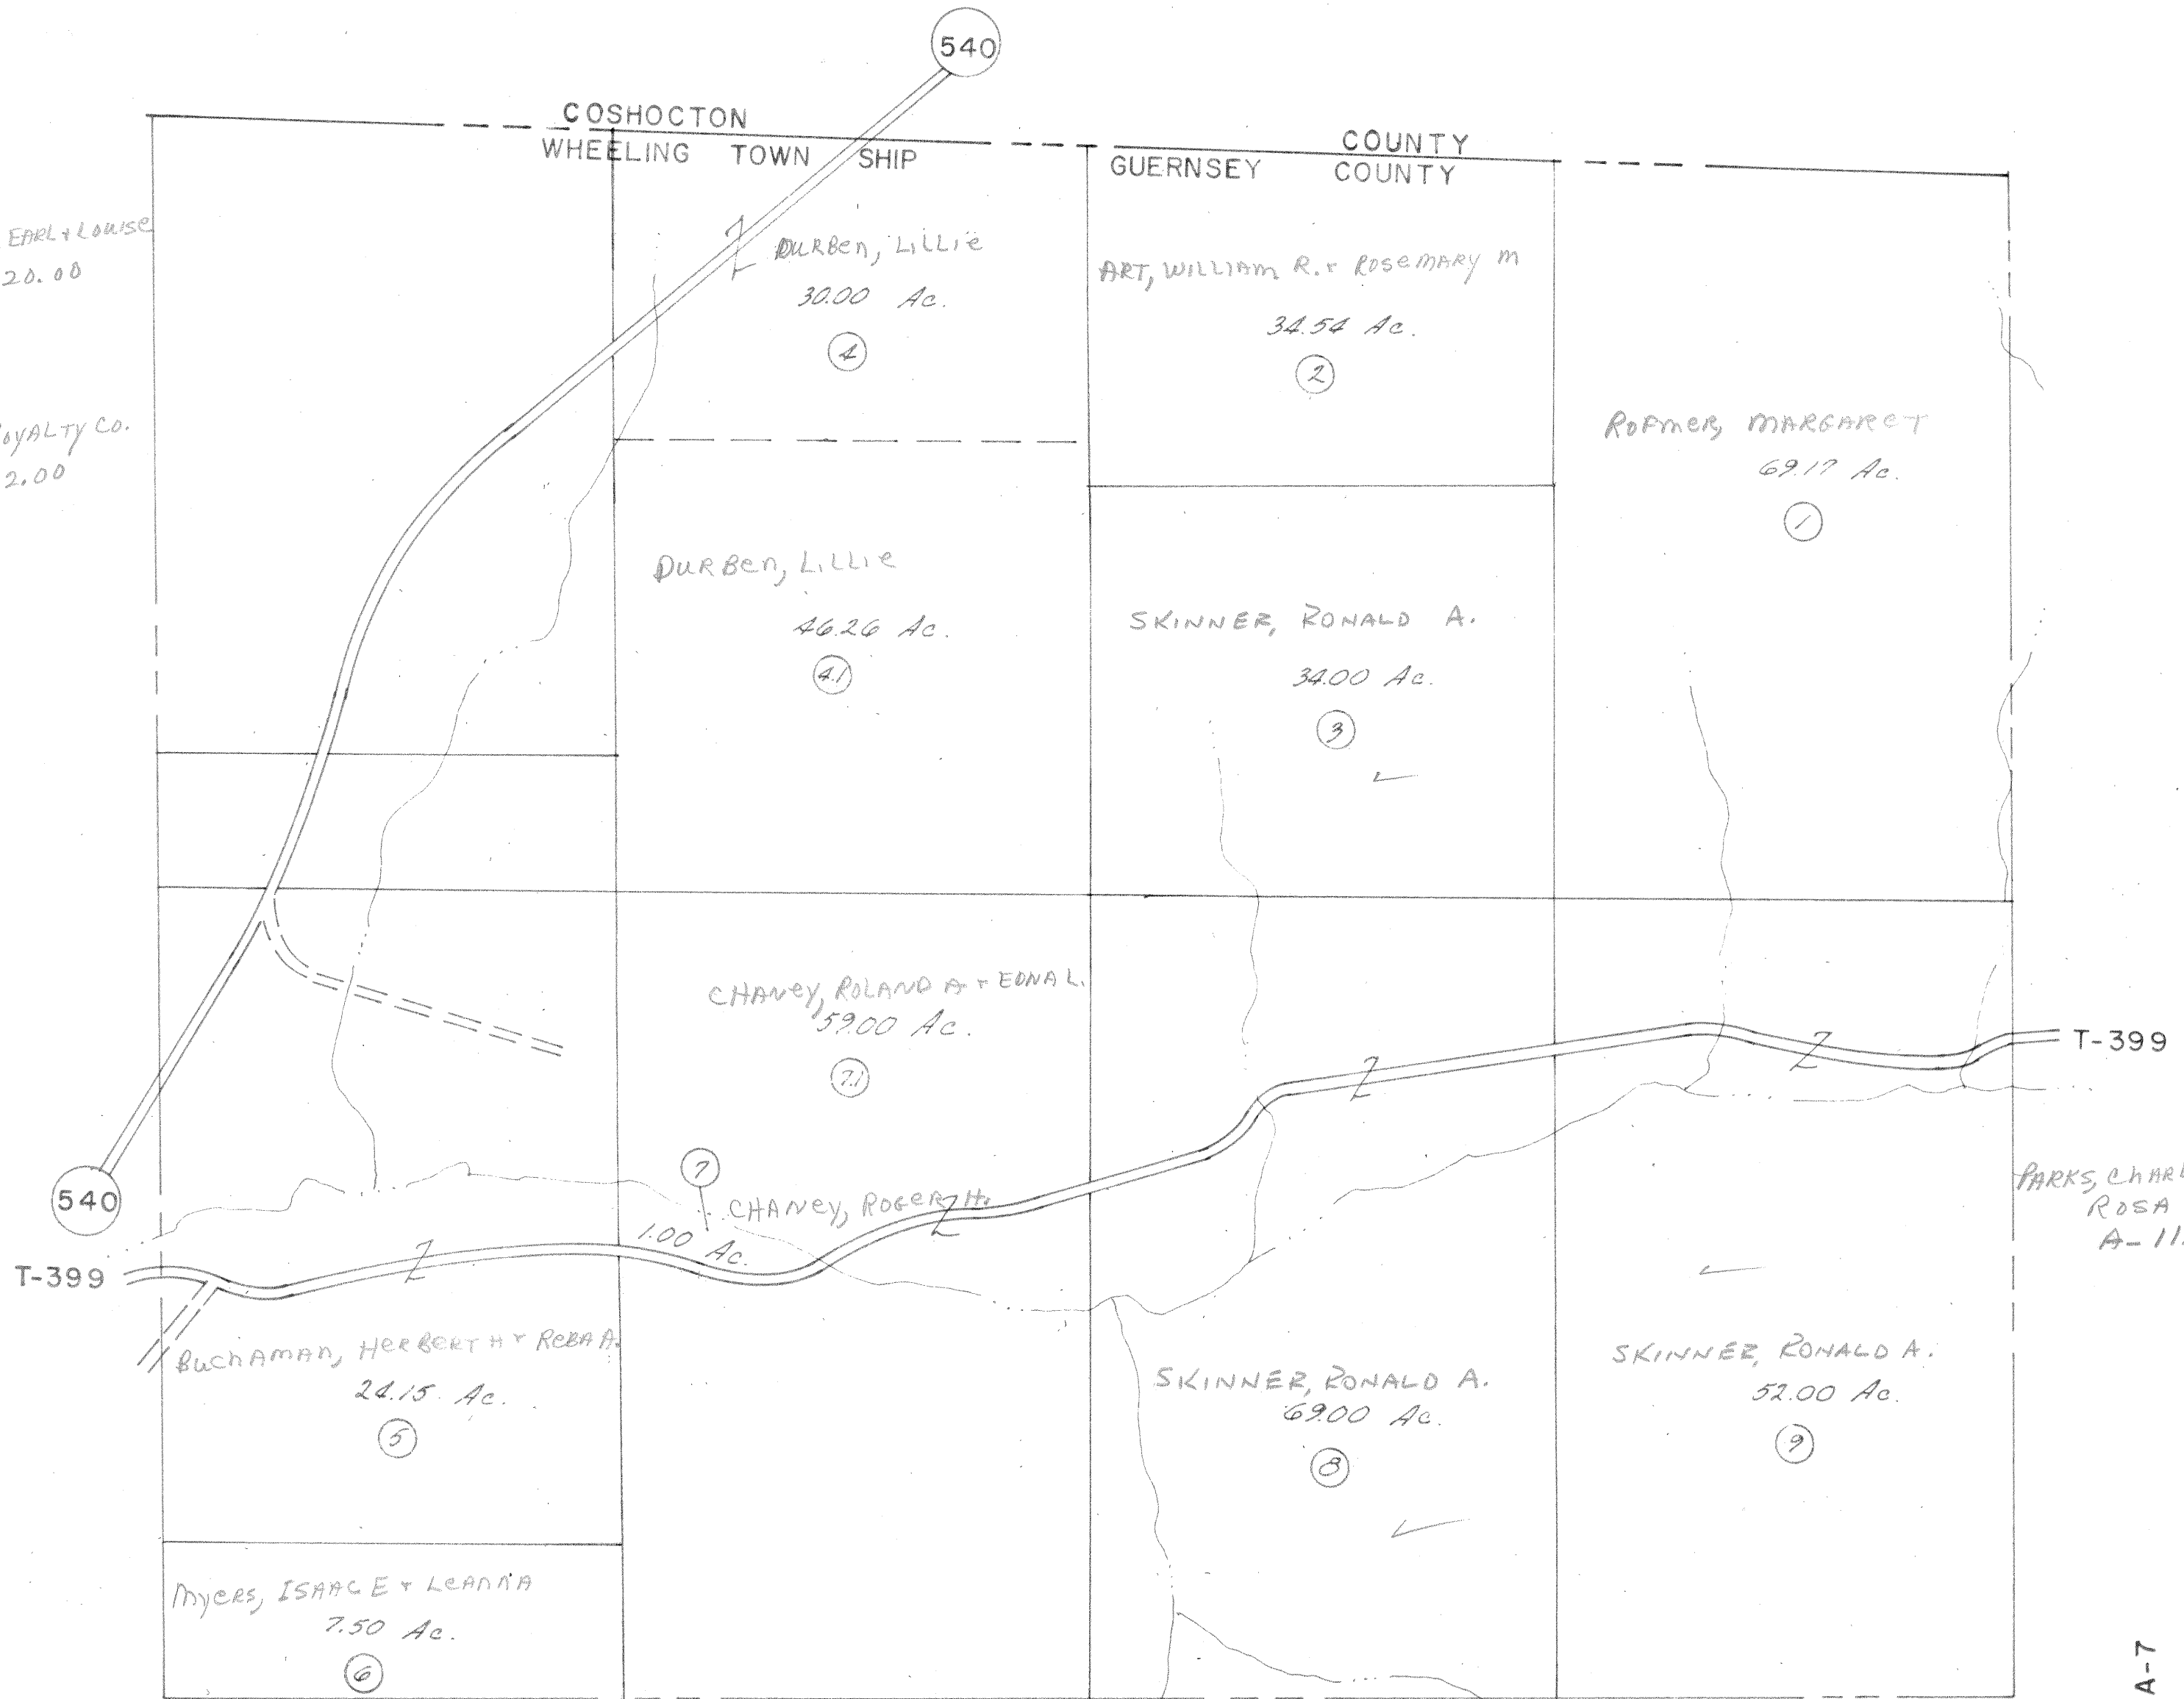 540
COSHOCTON COUNTY
WHEELING TOWN SHIP GUERNSEY COUNTY
EARL & LOUISE
20.00
DURBEN, LILLIE
30.00 Ac.
4
ART, WILLIAM R. & ROSEMARY M
34.54 Ac.
2
OYALTY CO.
2.00
MARGARET
69.17 Ac.
1
DURBEN, LILLIE
46.26 Ac.
4.1
SKINNER, RONALD A.
34.00 Ac.
3
CHANEY, ROLAND A & EDNA L.
59.00 Ac.
7.1
T-399
7
CHANEY, ROGER H.
1.00 Ac.
540
T-399
PARKS, CHARL
ROSA
A-11.
BUCHAMAN, HERBERT H & REBA A.
24.15 Ac.
5
SKINNER, RONALD A.
69.00 Ac.
8
SKINNER, RONALD A.
52.00 Ac.
9
MYERS, ISAAC E & LEANNA
7.50 Ac.
6
A-7